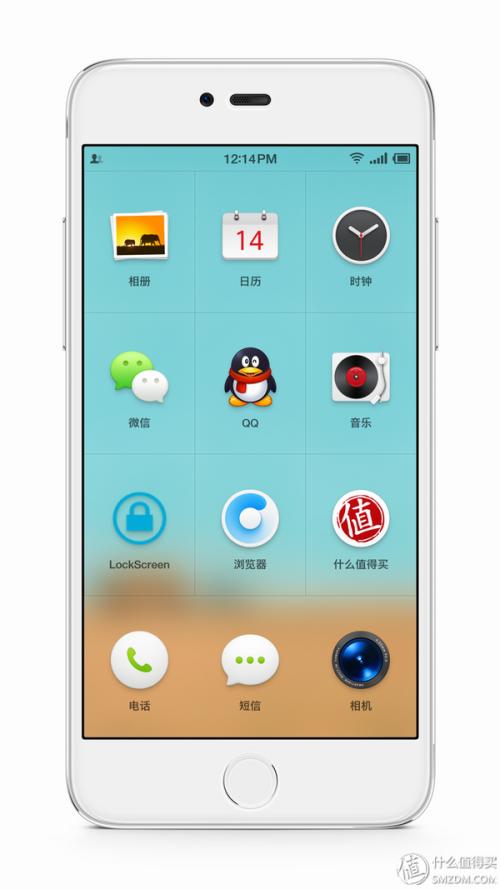 12:14PM
14
相册
日历
时钟
微信
QQ
音乐
值
LockScreen
浏览器
什么值得买
电话
短信
相机
值 什么值得买
SMZDM.COM